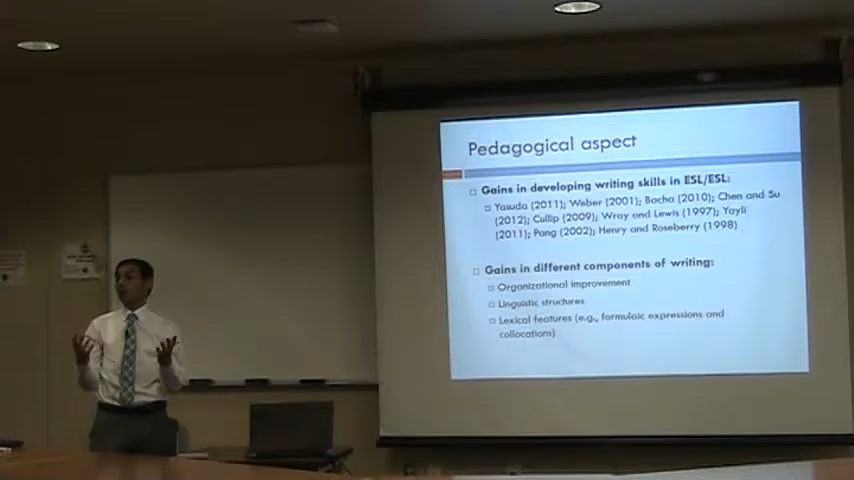 Pedagogical aspect
Gains in developing writing skills in ESL/ESL:
Yasuda (2011); Weber (2001); Bacha (2010); Chen and Su
(2012); Cullip (2009); Wray and Lewis (1997); Yayli
(2011); Pang (2002); Henry and Roseberry (1998)
Gains in different components of writing:
Organizational improvement
Linguistic structures
Lexical features (e.g., formulaic expressions and
collocations)